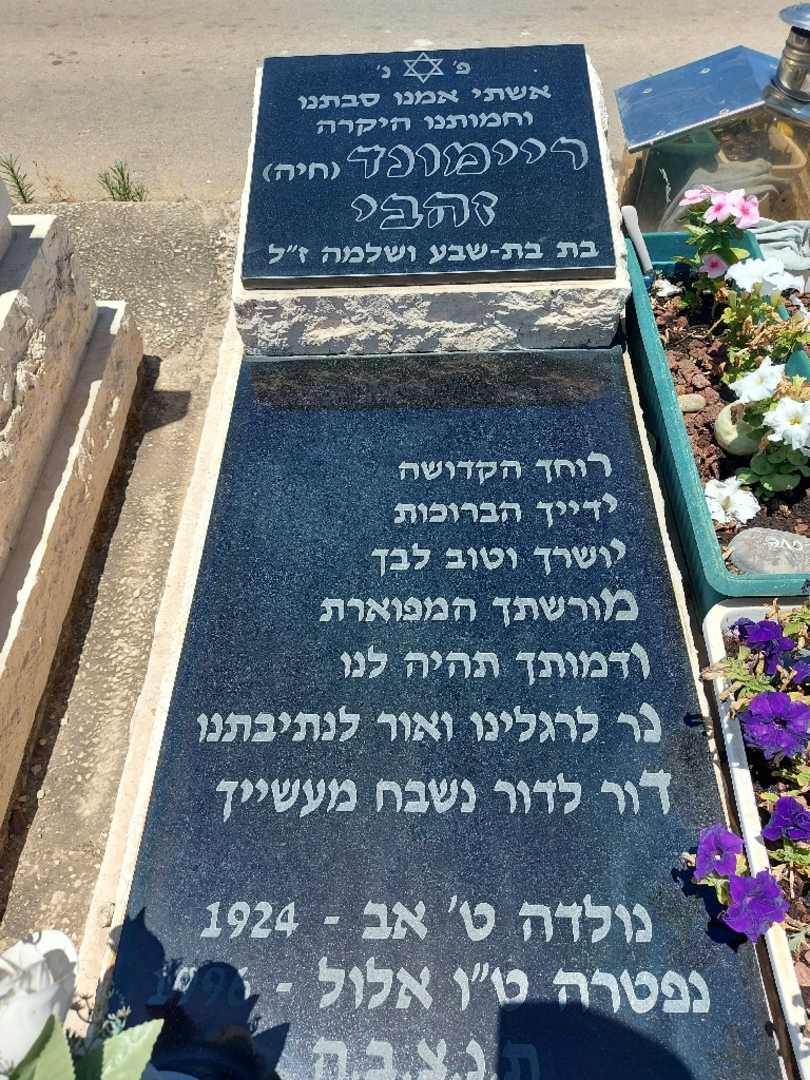 פ' נ'
אשתי אמנו סבתנו
וחמותנו היקרה
ריימונד (חיה)
זהבי
בת בת-שבע ושלמה ז"ל
רוחך הקדושה
ידייך הברוכות
יושרך וטוב לבך
מורשתך המפוארת
ודמותך תהיה לנו
נר לרגלינו ואור לנתיבתנו
דור לדור נשבח מעשייך
נולדה ט' אב - 1924
נפטרה ט"ו אלול - 1996
ת.נ.צ.ב.ת